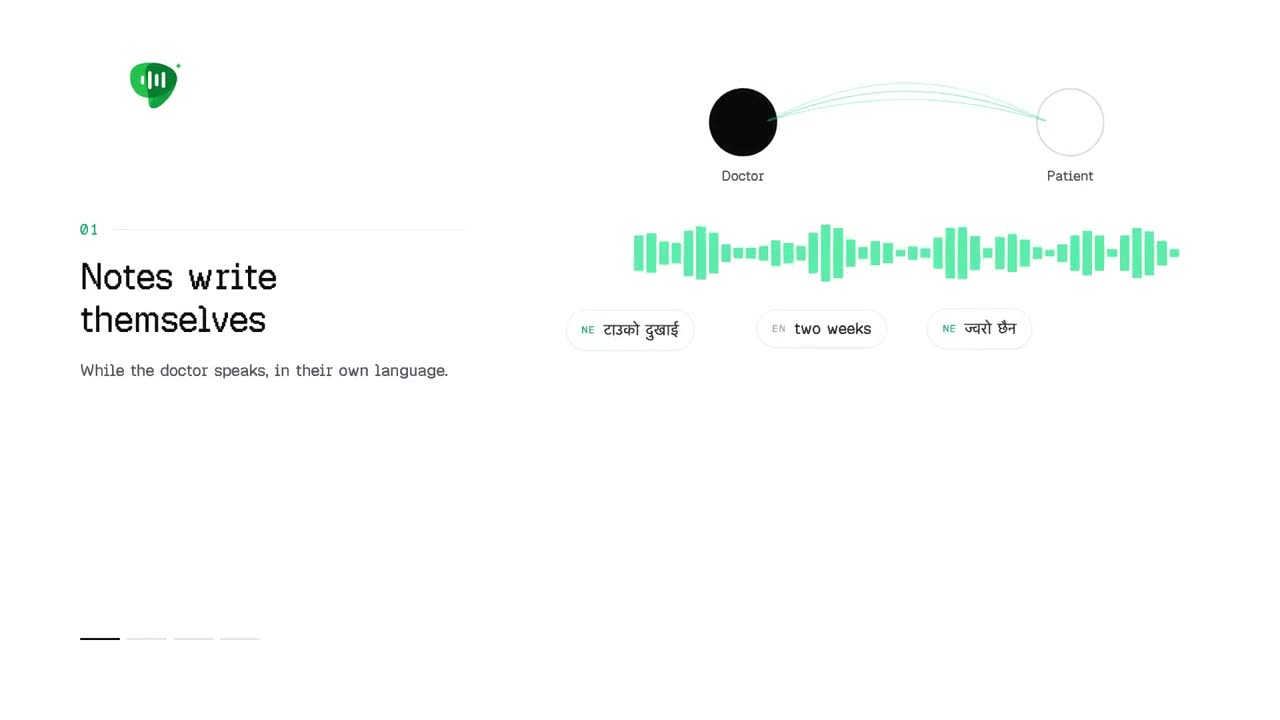 01
Notes write
themselves
While the doctor speaks, in their own language.
Doctor
Patient
NE टाउको दुखाई
EN two weeks
NE ज्वरो छैन